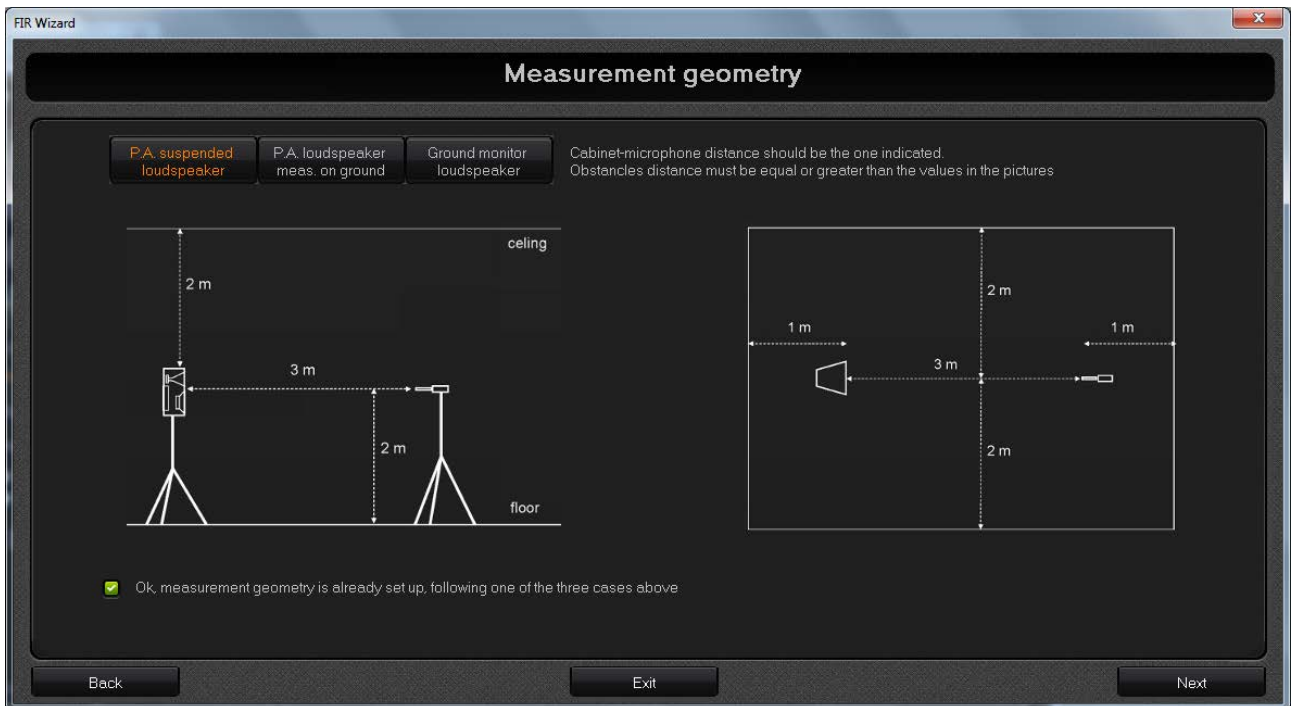 FIR Wizard
Measurement geometry
P.A. suspended
loudspeaker
P.A. loudspeaker
meas. on ground
Ground monitor
loudspeaker
Cabinet-microphone distance should be the one indicated.
Obstancles distance must be equal or greater than the values in the pictures
celing
2 m
3 m
2 m
floor
2 m
1 m
1 m
3 m
2 m
Ok, measurement geometry is already set up, following one of the three cases above
Back
Exit
Next